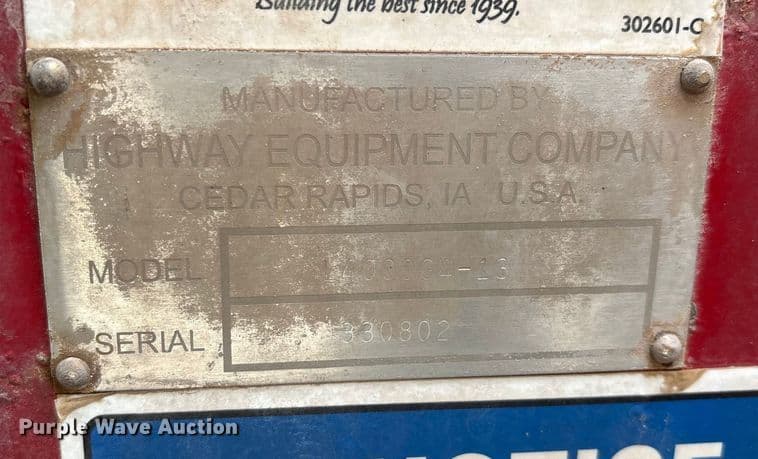 Building the best since 1939.
302601-C
MANUFACTURED BY
HIGHWAY EQUIPMENT COMPANY
CEDAR RAPIDS, IA U.S.A.
MODEL
SERIAL 330802
NOTICE
Purple Wave Auction